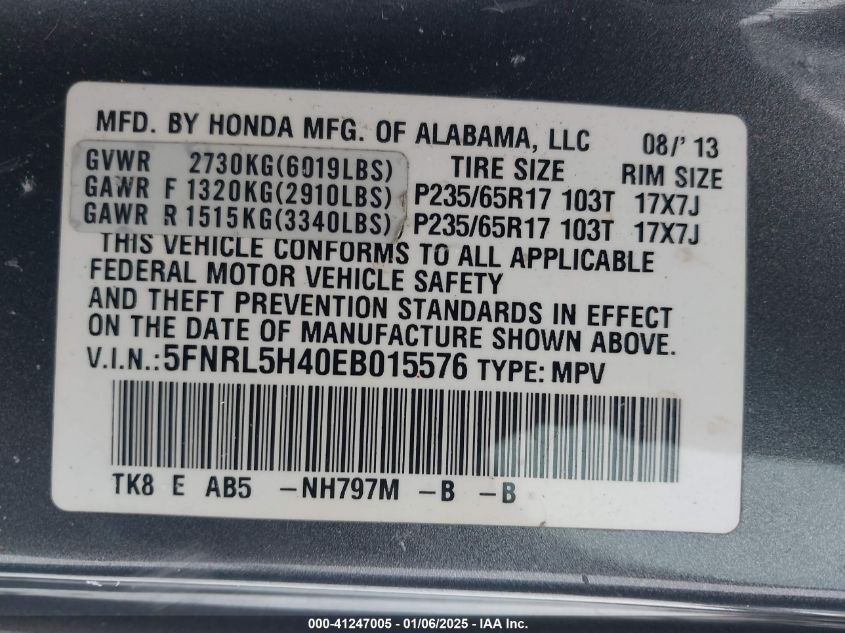 MFD. BY HONDA MFG. OF ALABAMA, LLC 08/' 13
GVWR 2730KG(6019LBS) TIRE SIZE RIM SIZE
GAWR F 1320KG(2910LBS) P235/65R17 103T 17X7J
GAWR R 1515KG(3340LBS) P235/65R17 103T 17X7J
THIS VEHICLE CONFORMS TO ALL APPLICABLE
FEDERAL MOTOR VEHICLE SAFETY
AND THEFT PREVENTION STANDARDS IN EFFECT
ON THE DATE OF MANUFACTURE SHOWN ABOVE.
V.I.N.:5FNRL5H40EB015576 TYPE: MPV
TK8 E AB5 -NH797M -B -B
000-41247005 - 01/06/2025 - IAA Inc.